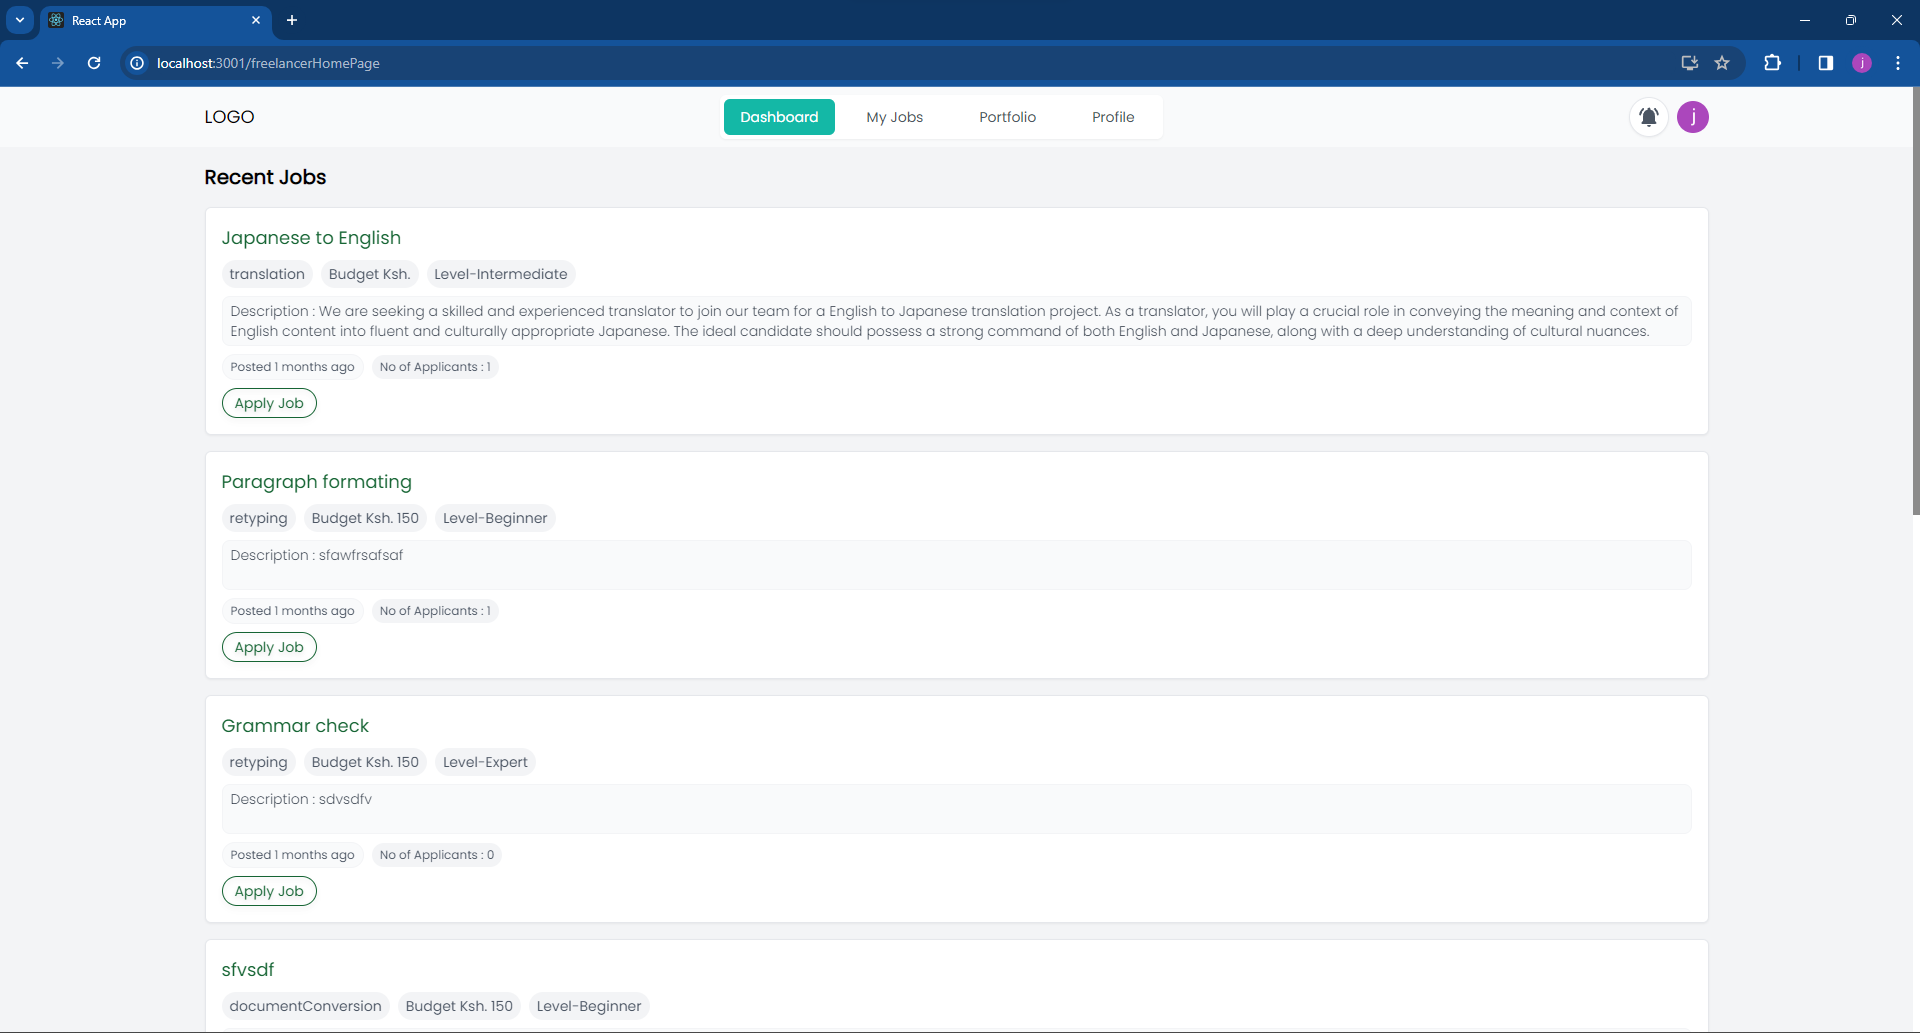 React App
localhost:3001/freelancerHomePage
j
LOGO
Dashboard
My Jobs
Portfolio
Profile
j
Recent Jobs
Japanese to English
translation
Budget Ksh.
Level-Intermediate
Description : We are seeking a skilled and experienced translator to join our team for a English to Japanese translation project. As a translator, you will play a crucial role in conveying the meaning and context of
English content into fluent and culturally appropriate Japanese. The ideal candidate should possess a strong command of both English and Japanese, along with a deep understanding of cultural nuances.
Posted 1 months ago
No of Applicants : 1
Apply Job
Paragraph formating
retyping
Budget Ksh. 150
Level-Beginner
Description : sfawfrsafsaf
Posted 1 months ago
No of Applicants : 1
Apply Job
Grammar check
retyping
Budget Ksh. 150
Level-Expert
Description : sdvsdfv
Posted 1 months ago
No of Applicants : 0
Apply Job
sfvsdf
documentConversion
Budget Ksh. 150
Level-Beginner